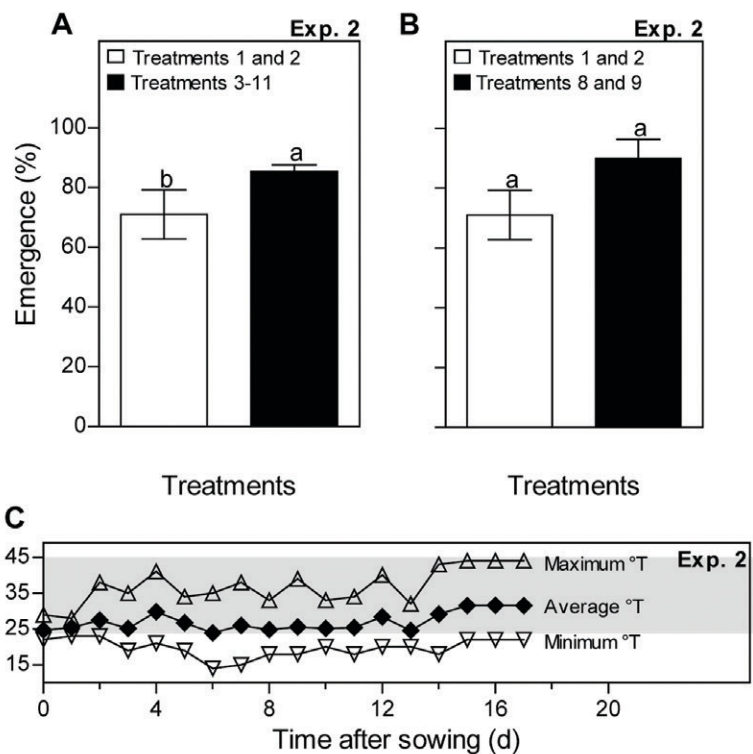 A
Exp. 2
Treatments 1 and 2
Treatments 3-11
Emergence (%)
100
80
60
40
20
0
b
a
Treatments
B
Exp. 2
Treatments 1 and 2
Treatments 8 and 9
a
a
Treatments
C
Exp. 2
45
35
25
15
Maximum °T
Average °T
Minimum °T
0
4
8
12
16
20
Time after sowing (d)